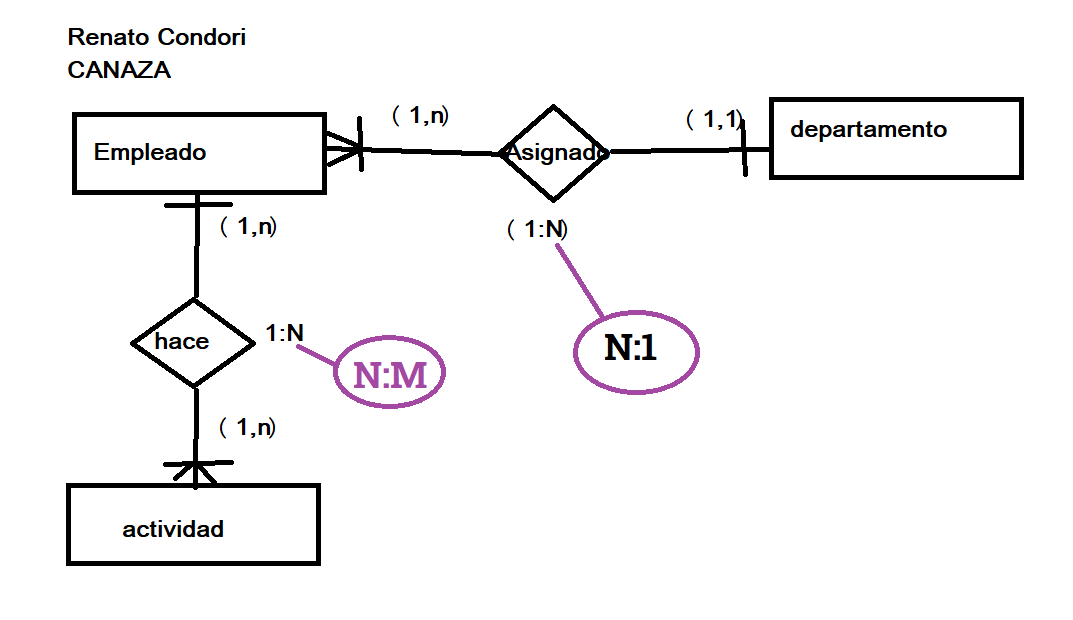 Renato Condori
CANAZA
( 1,n)
( 1,1)
departamento
Empleado
Asignado
( 1,n)
( 1:N)
hace
1:N
N:1
N:M
( 1,n)
actividad